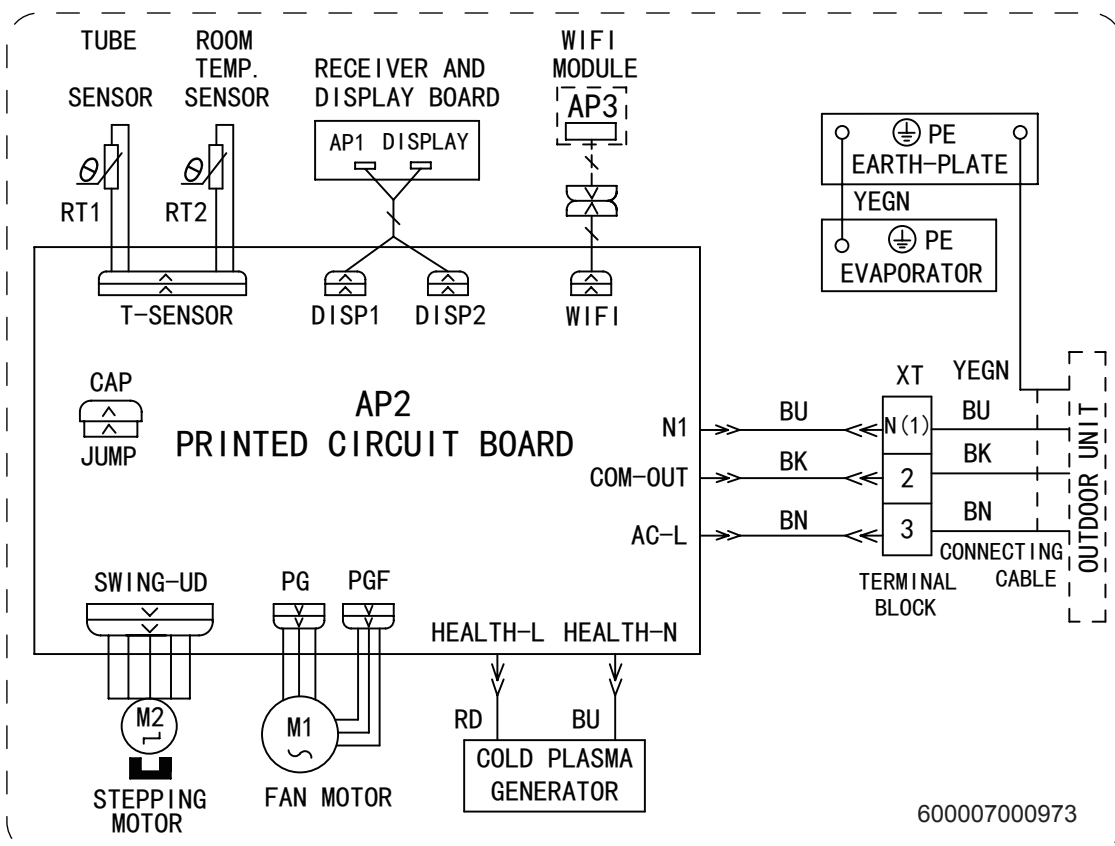 TUBE
SENSOR
ROOM
TEMP.
SENSOR
RECEIVER AND
DISPLAY BOARD
AP1 DISPLAY
WIFI
MODULE
AP3
PE
EARTH-PLATE
YEGN
PE
EVAPORATOR
θ
RT1
θ
RT2
T-SENSOR
DISP1
DISP2
WIFI
CAP
JUMP
AP2
PRINTED CIRCUIT BOARD
N1
COM-OUT
AC-L
BU
BK
BN
XT
N(1)
2
3
TERMINAL
BLOCK
YEGN
BU
BK
BN
CONNECTING
CABLE
OUTDOOR UNIT
SWING-UD
PG
PGF
HEALTH-L
HEALTH-N
M2
STEPPING
MOTOR
M1
FAN MOTOR
RD
BU
COLD PLASMA
GENERATOR
600007000973